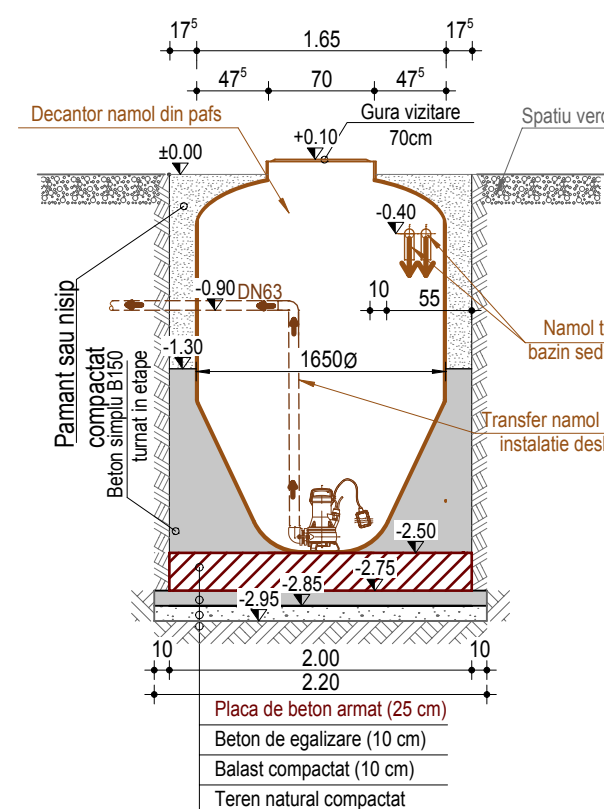 17⁵ 1.65 17⁵
47⁵ 70 47⁵
Decantor namol din pafs
Gura vizitare
70cm
+0.10
±0.00
Spatiu verd
-0.40
-0.90 DN63
10 55
Namol t
bazin sed
-1.30
1650Ø
Pamant sau nisip
compactat
Beton simplu B150
turnat in etape
Transfer namol
instalatie des
-2.50
-2.75
-2.85
-2.95
10 2.00 10
2.20
Placa de beton armat (25 cm)
Beton de egalizare (10 cm)
Balast compactat (10 cm)
Teren natural compactat